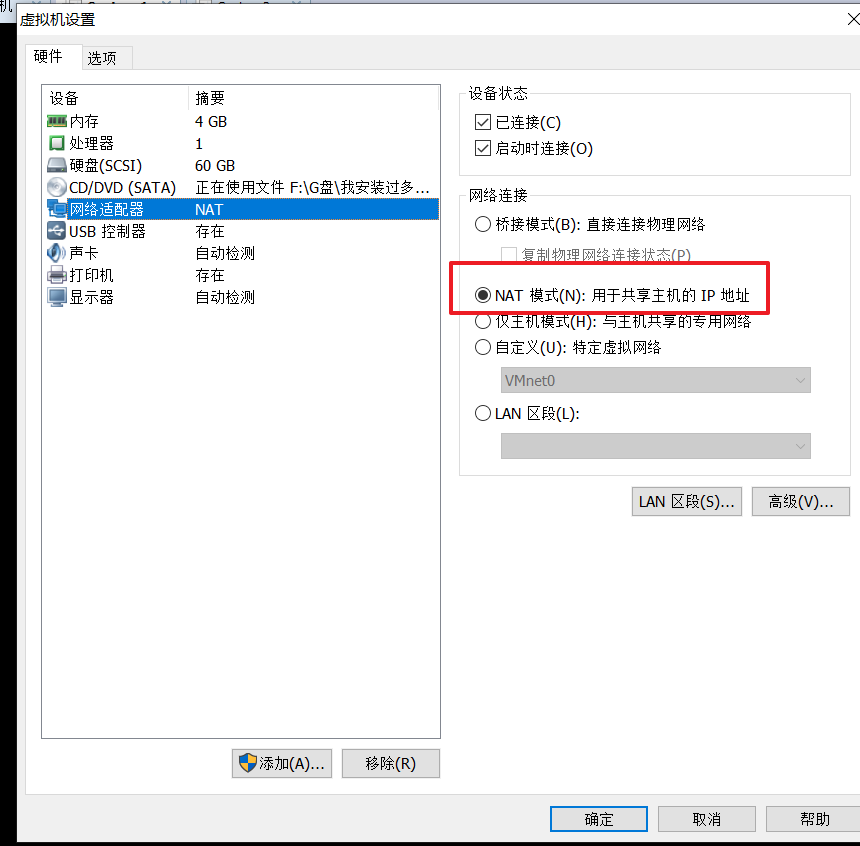 机
虚拟机设置
硬件 选项
设备 摘要
内存 4 GB
处理器 1
硬盘(SCSI) 60 GB
CD/DVD (SATA) 正在使用文件 F:\G盘\我安装过多...
网络适配器 NAT
USB 控制器 存在
声卡 自动检测
打印机 存在
显示器 自动检测
添加(A)... 移除(R)
设备状态
已连接(C)
启动时连接(O)
网络连接
桥接模式(B): 直接连接物理网络
复制物理网络连接状态(P)
NAT 模式(N): 用于共享主机的 IP 地址
仅主机模式(H): 与主机共享的专用网络
自定义(U): 特定虚拟网络
VMnet0
LAN 区段(L):
LAN 区段(S)... 高级(V)...
确定 取消 帮助